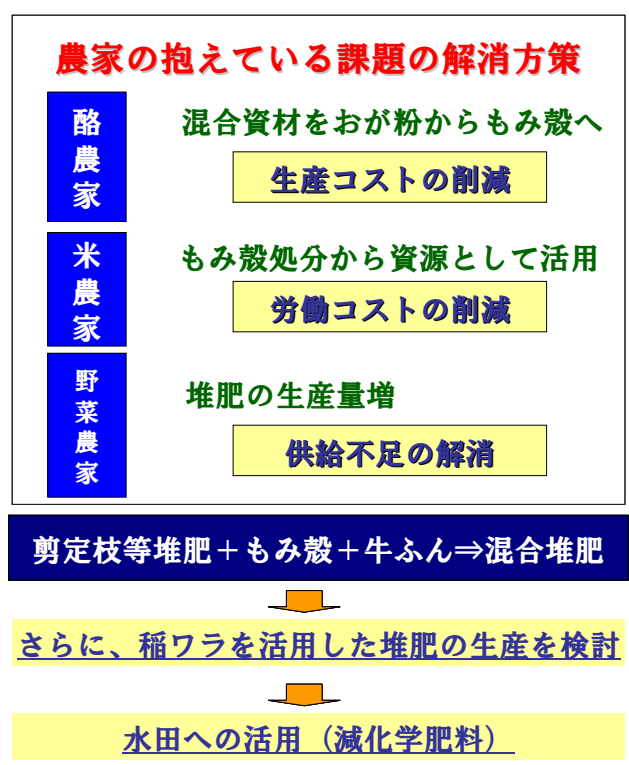 農家の抱えている課題の解消方策
酪農家
混合資材をおが粉からもみ殻へ
生産コストの削減
米農家
もみ殻処分から資源として活用
労働コストの削減
野菜農家
堆肥の生産量増
供給不足の解消
剪定枝等堆肥＋もみ殻＋牛ふん⇒混合堆肥
さらに、稲ワラを活用した堆肥の生産を検討
水田への活用（減化学肥料）